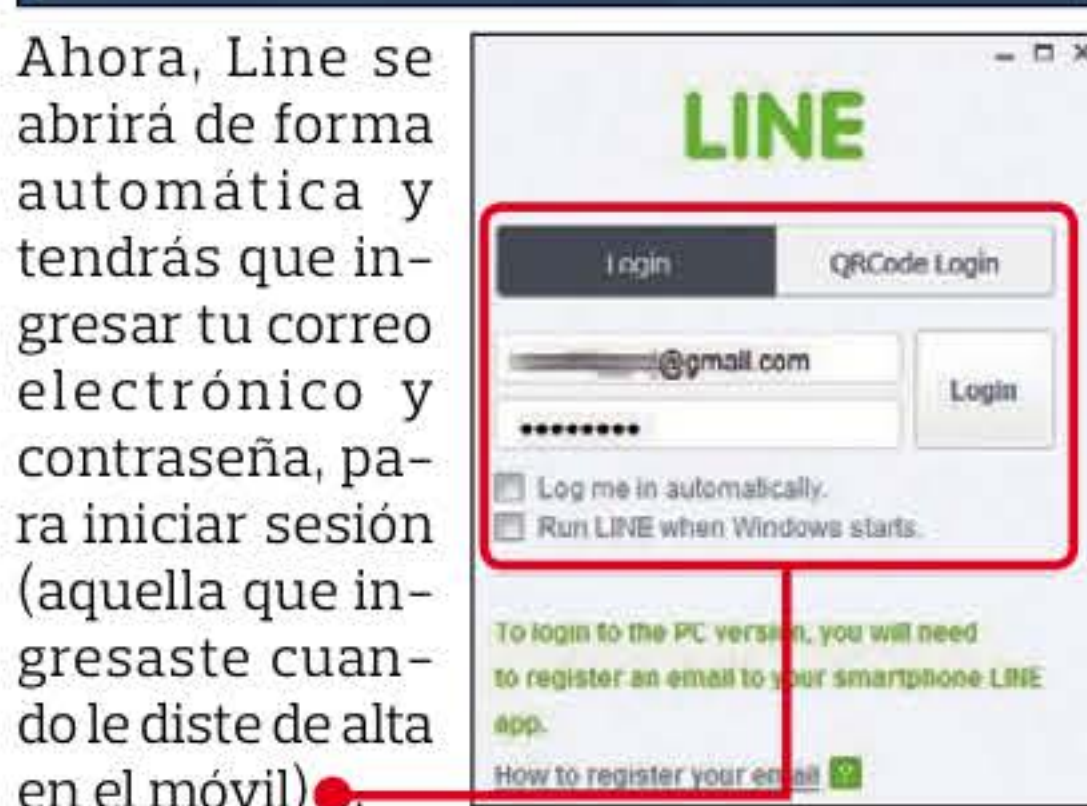 Ahora, Line se
abrirá de forma
automática y
tendrás que in-
gresar tu correo
electrónico y
contraseña, pa-
ra iniciar sesión
(aquella que in-
gresaste cuan-
do le diste de alta
en el móvil).
LINE
Login QRCode Login
@gmail.com
Login
Log me in automatically.
Run LINE when Windows starts.
To login to the PC version, you will need
to register an email to your smartphone LINE
app.
How to register your email